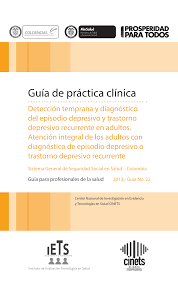 COLCIENCIAS
MinSalud
PROSPERIDAD
PARA TODOS
Guía de práctica clínica
Detección temprana y diagnóstico
del episodio depresivo y trastorno
depresivo recurrente en adultos.
Atención integral de los adultos con
diagnóstico de episodio depresivo o
trastorno depresivo recurrente
Sistema General de Seguridad Social en Salud – Colombia
Guía para profesionales de la salud 2013 - Guía No. 22
Centro Nacional de Investigación en Evidencia
y Tecnologías en Salud CINETS
iETS
Instituto de Evaluación Tecnológica en Salud
cinets